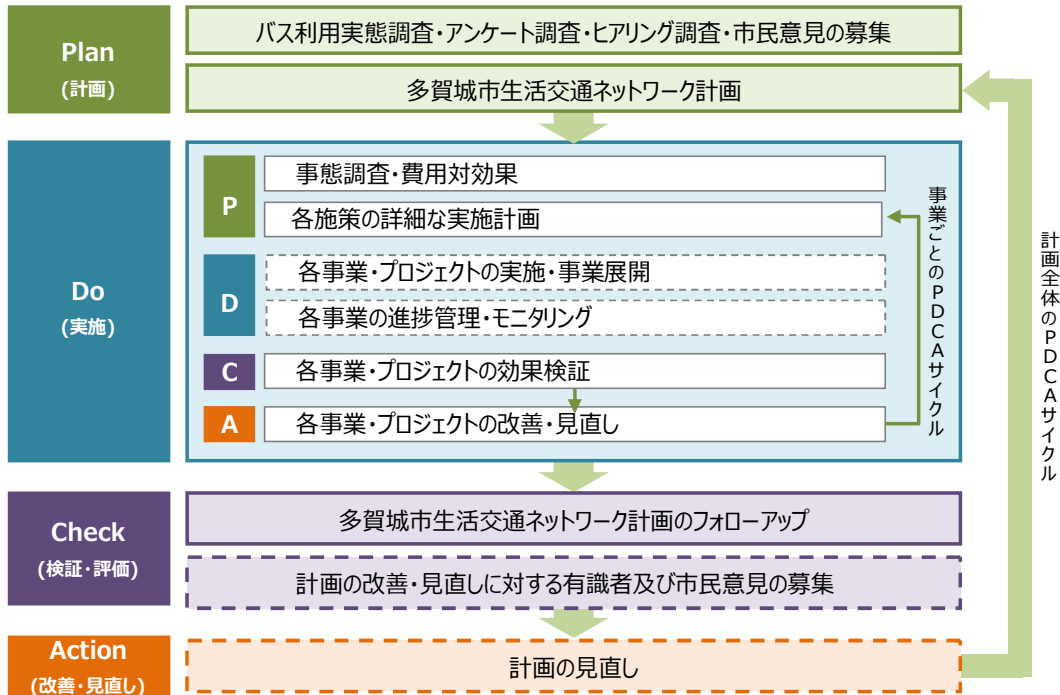 Plan
(計画)
バス利用実態調査・アンケート調査・ヒアリング調査・市民意見の募集
多賀城市生活交通ネットワーク計画
Do
(実施)
P
事態調査・費用対効果
各施策の詳細な実施計画
D
各事業・プロジェクトの実施・事業展開
各事業の進捗管理・モニタリング
C
各事業・プロジェクトの効果検証
A
各事業・プロジェクトの改善・見直し
事業ごとのPDCAサイクル
計画全体のPDCAサイクル
Check
(検証・評価)
多賀城市生活交通ネットワーク計画のフォローアップ
計画の改善・見直しに対する有識者及び市民意見の募集
Action
(改善・見直し)
計画の見直し